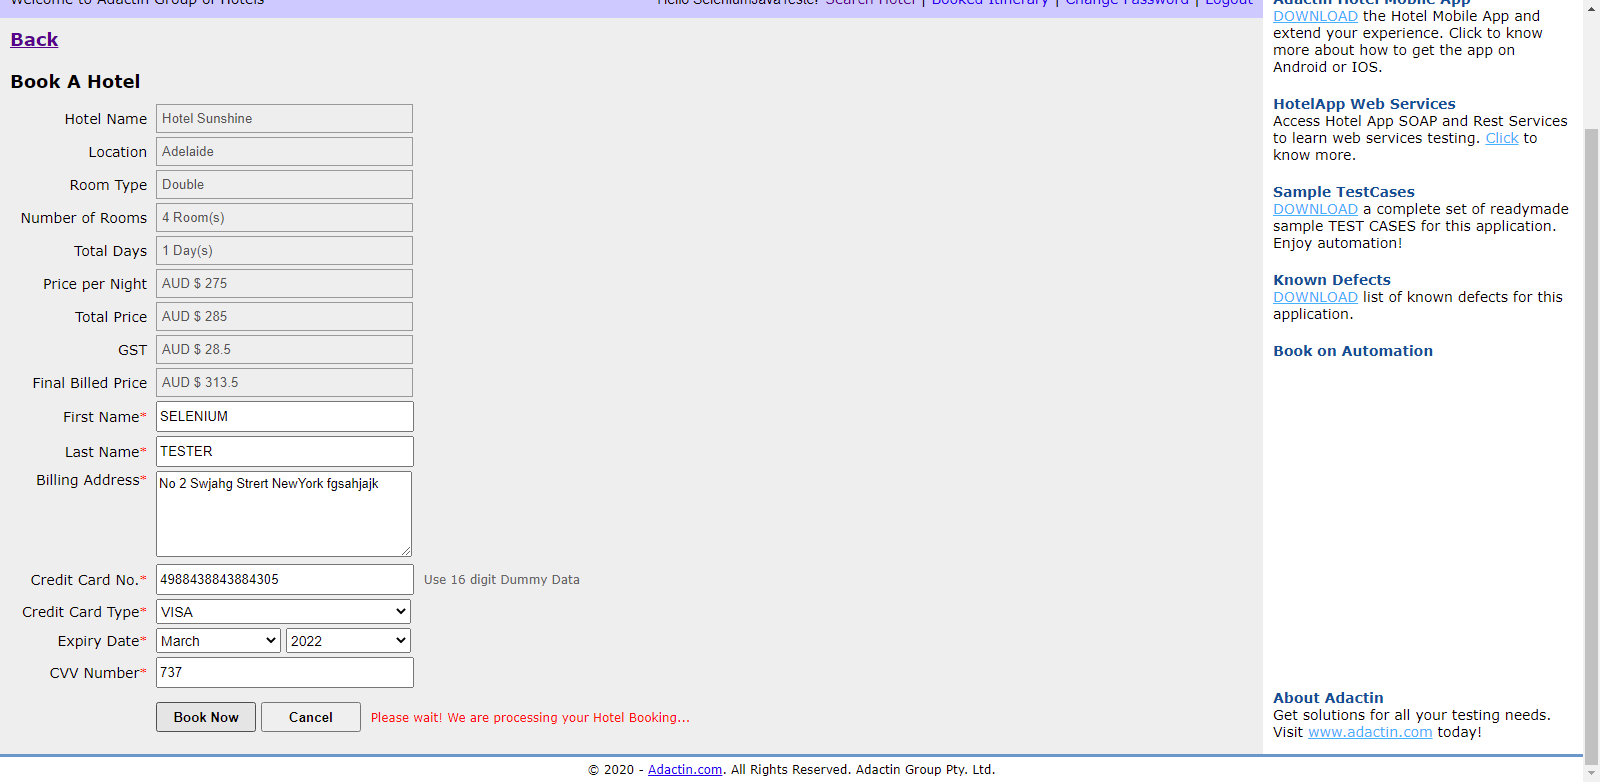 Welcome to Adactin Group of Hotels
Hello SeleniumJavaTeste! Search Hotel | Booked Itinerary | Change Password | Logout
Back
Book A Hotel
Hotel Name Hotel Sunshine
Location Adelaide
Room Type Double
Number of Rooms 4 Room(s)
Total Days 1 Day(s)
Price per Night AUD $ 275
Total Price AUD $ 285
GST AUD $ 28.5
Final Billed Price AUD $ 313.5
First Name* SELENIUM
Last Name* TESTER
Billing Address* No 2 Swjahg Strert NewYork fgsahjajk
Credit Card No.* 4988438843884305 Use 16 digit Dummy Data
Credit Card Type* VISA
Expiry Date* March 2022
CVV Number* 737
Book Now Cancel Please wait! We are processing your Hotel Booking...
Adactin Hotel Mobile App
DOWNLOAD the Hotel Mobile App and
extend your experience. Click to know
more about how to get the app on
Android or IOS.
HotelApp Web Services
Access Hotel App SOAP and Rest Services
to learn web services testing. Click to
know more.
Sample TestCases
DOWNLOAD a complete set of readymade
sample TEST CASES for this application.
Enjoy automation!
Known Defects
DOWNLOAD list of known defects for this
application.
Book on Automation
About Adactin
Get solutions for all your testing needs.
Visit www.adactin.com today!
© 2020 - Adactin.com. All Rights Reserved. Adactin Group Pty. Ltd.